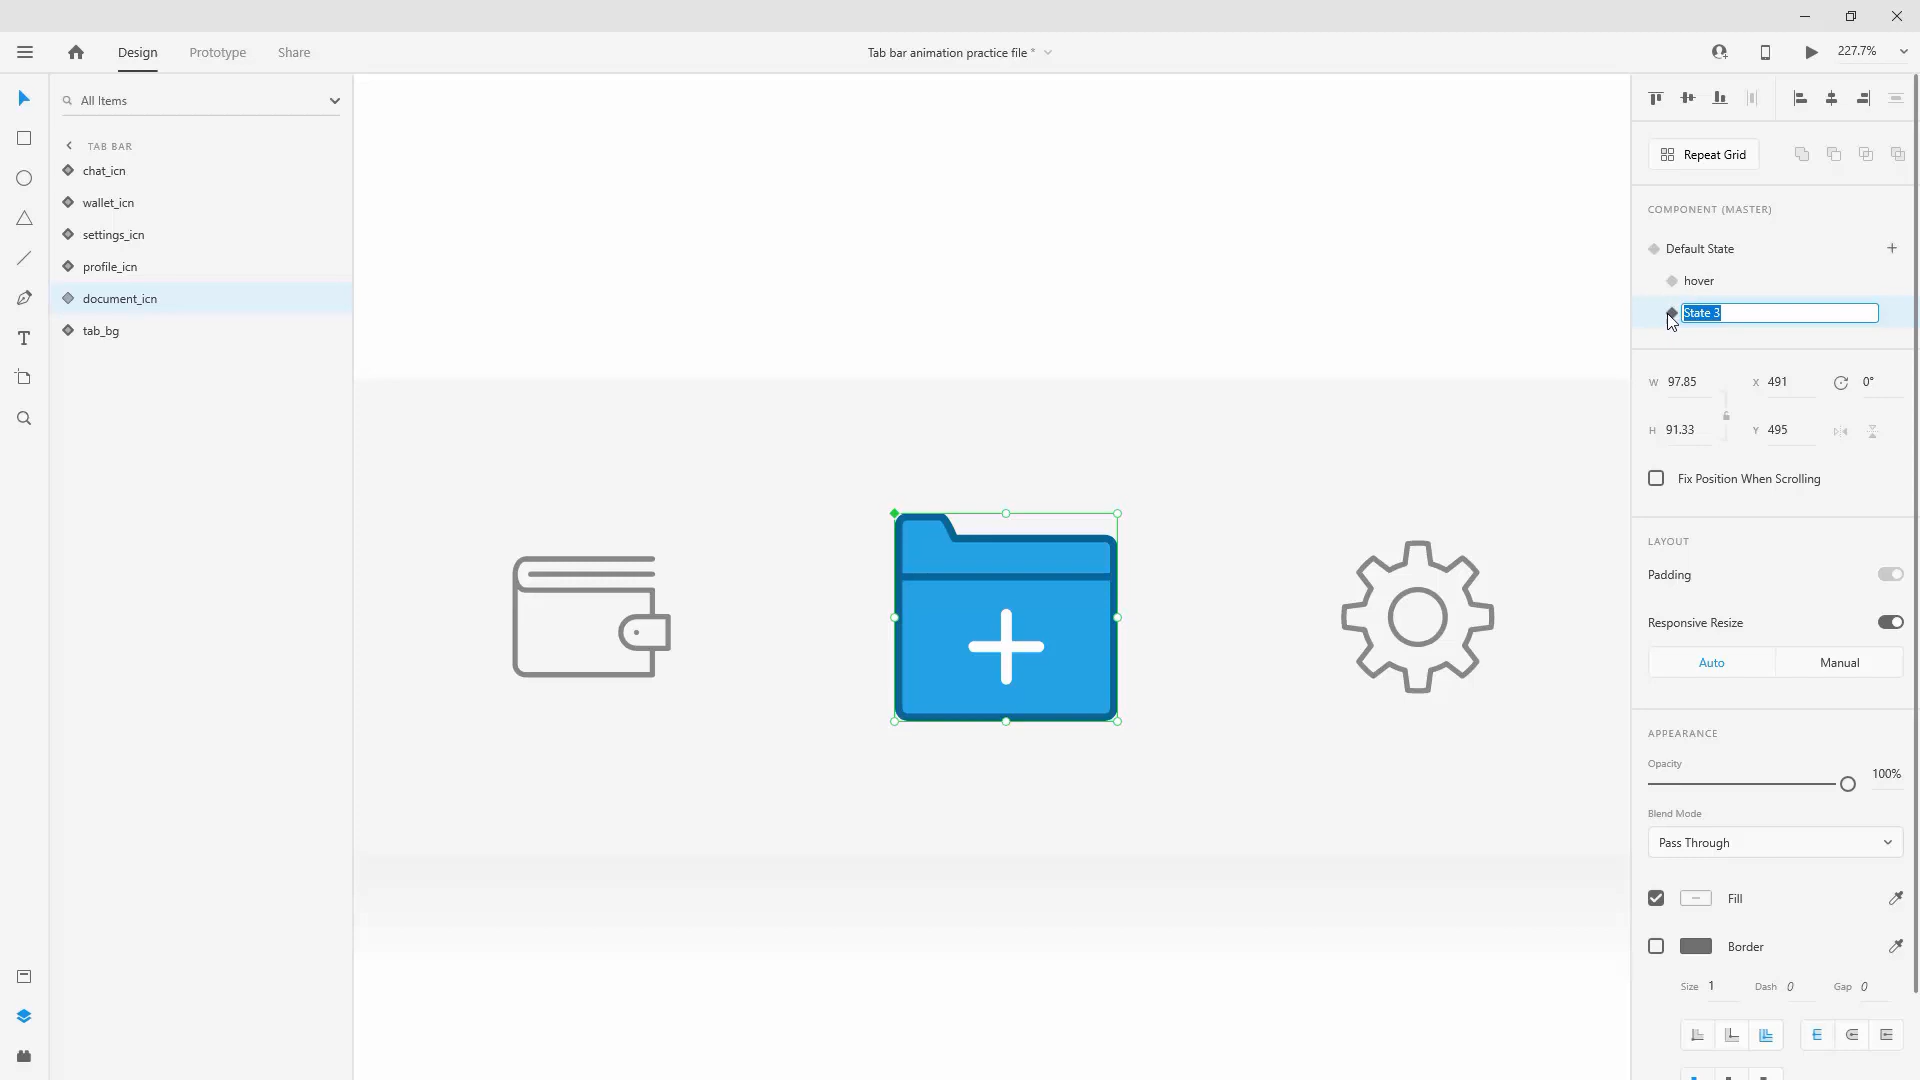 Design
Prototype
Share
Tab bar animation practice file *
227.7%
All Items
TAB BAR
chat_icn
wallet_icn
settings_icn
profile_icn
document_icn
tab_bg
Repeat Grid
COMPONENT (MASTER)
Default State
hover
State 3
W 97.85
X 491
0°
H 91.33
Y 495
Fix Position When Scrolling
LAYOUT
Padding
Responsive Resize
Auto
Manual
APPEARANCE
Opacity
100%
Blend Mode
Pass Through
Fill
Border
Size 1
Dash 0
Gap 0